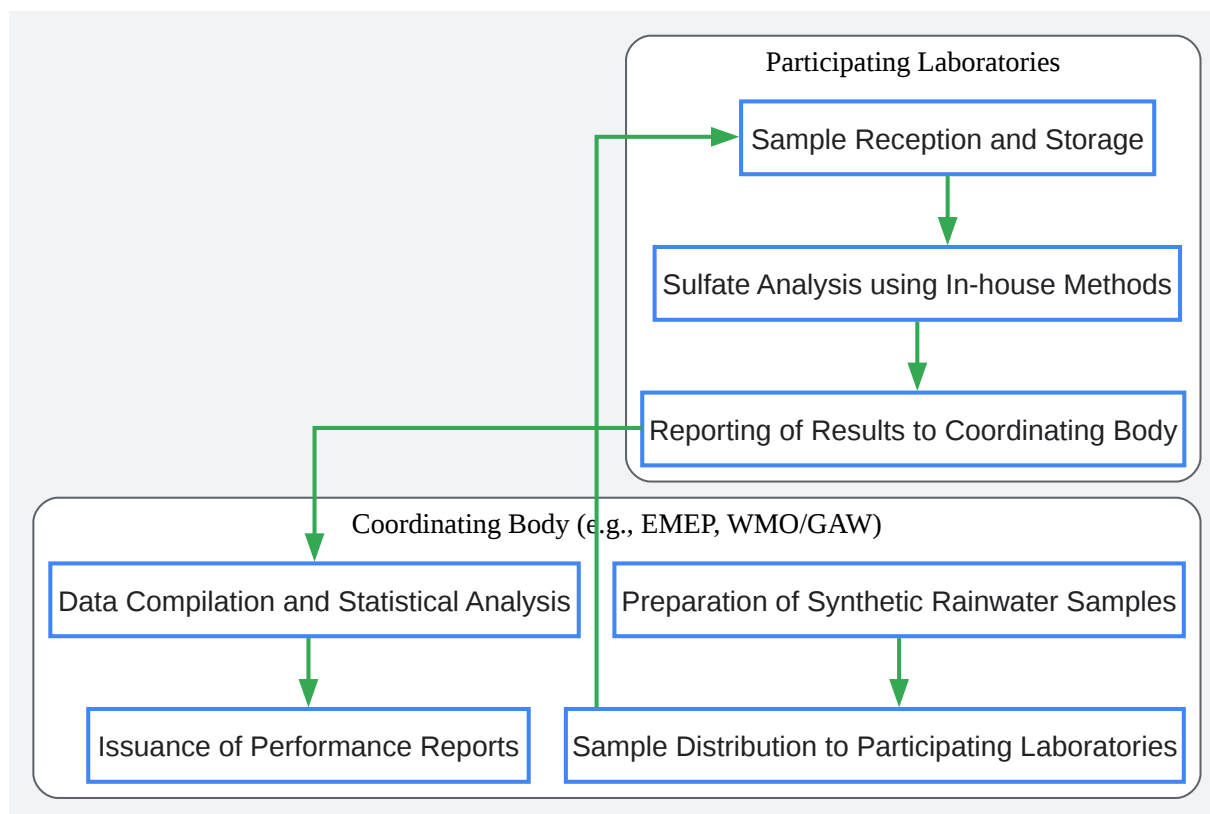 Participating Laboratories
Sample Reception and Storage
Sulfate Analysis using In-house Methods
Reporting of Results to Coordinating Body
Coordinating Body (e.g., EMEP, WMO/GAW)
Data Compilation and Statistical Analysis
Preparation of Synthetic Rainwater Samples
Issuance of Performance Reports
Sample Distribution to Participating Laboratories